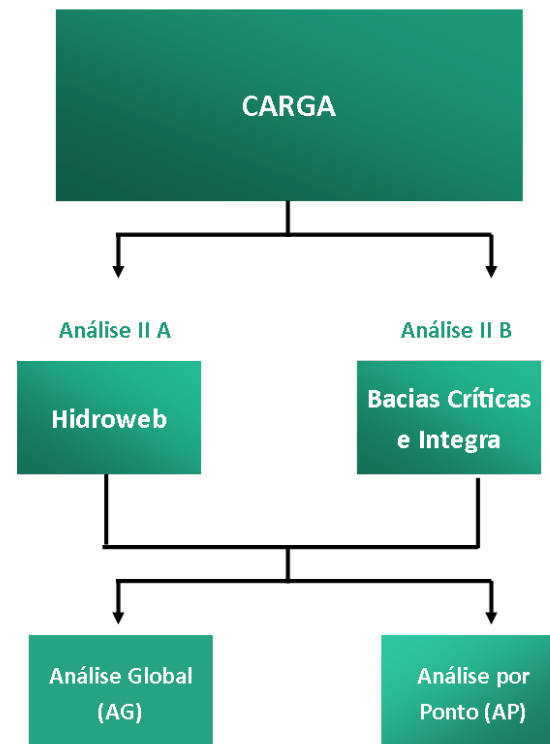 CARGA
Análise II A
Análise II B
Hidroweb
Bacias Críticas
e Integra
Análise Global
(AG)
Análise por
Ponto (AP)